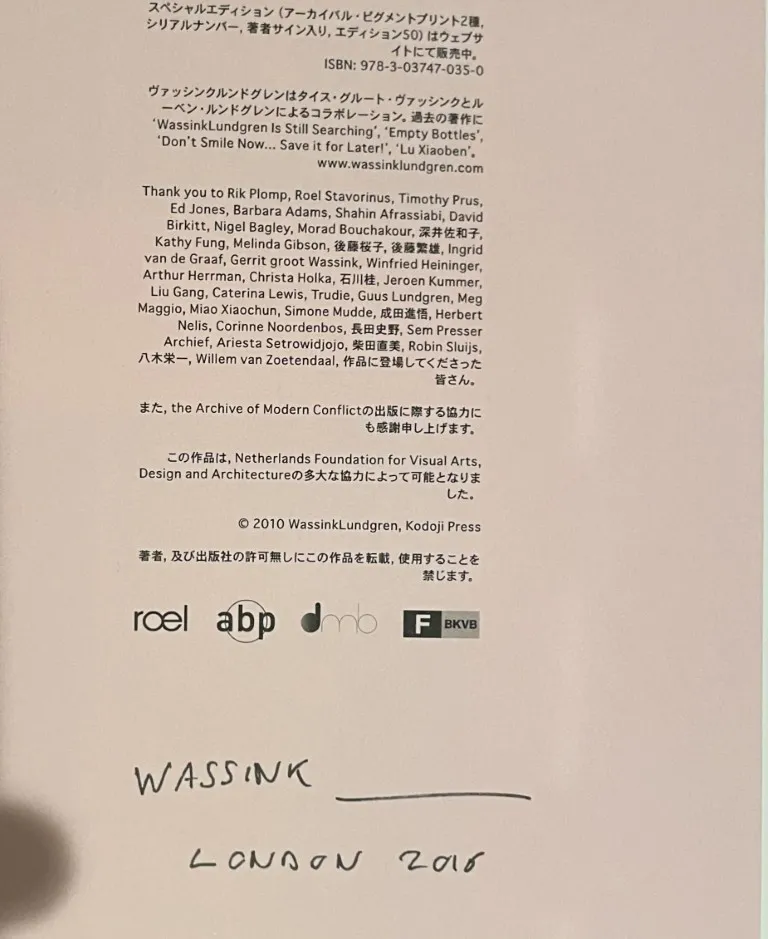 スペシャルエディション (アーカイバル・ピグメントプリント2種,
シリアルナンバー, 著者サイン入り, エディション50) はウェブサ
イトにて販売中。
ISBN: 978-3-03747-035-0
ヴァッシンクルンドグレンはタイス・グルート・ヴァッシンクとル
ーベン・ルンドグレンによるコラボレーション。過去の著作に
'WassinkLundgren Is Still Searching', 'Empty Bottles',
'Don't Smile Now... Save it for Later!', 'Lu Xiaoben'。
www.wassinklundgren.com
Thank you to Rik Plomp, Roel Stavorinus, Timothy Prus,
Ed Jones, Barbara Adams, Shahin Afrassiabi, David
Birkitt, Nigel Bagley, Morad Bouchakour, 深井佐和子,
Kathy Fung, Melinda Gibson, 後藤桜子, 後藤繁雄, Ingrid
van de Graaf, Gerrit groot Wassink, Winfried Heininger,
Arthur Herrman, Christa Holka, 石川桂, Jeroen Kummer,
Liu Gang, Caterina Lewis, Trudie, Guus Lundgren, Meg
Maggio, Miao Xiaochun, Simone Mudde, 成田進悟, Herbert
Nelis, Corinne Noordenbos, 長田史野, Sem Presser
Archief, Ariesta Setrowidjojo, 柴田直美, Robin Sluijs,
八木栄一, Willem van Zoetendaal, 作品に登場してくださった
皆さん。
また, the Archive of Modern Conflictの出版に際する協力に
も感謝申し上げます。
この作品は, Netherlands Foundation for Visual Arts,
Design and Architectureの多大な協力によって可能となりま
した。
© 2010 WassinkLundgren, Kodoji Press
著者, 及び出版社の許可無しにこの作品を転載, 使用することを
禁じます。
roel abp dmb F BKVB
WASSINK
LONDON